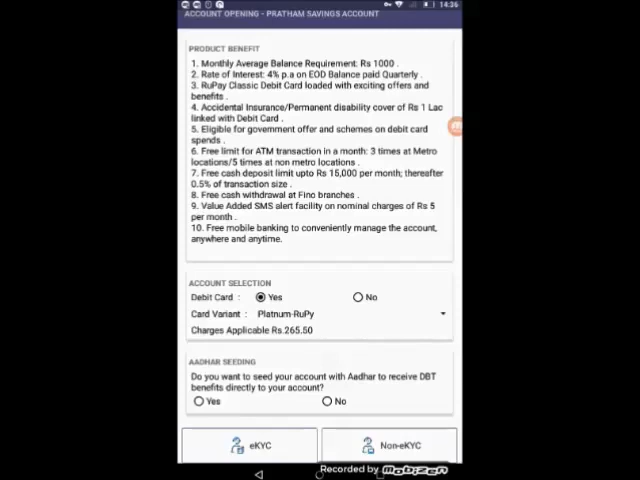 14:36
ACCOUNT OPENING - PRATHAM SAVINGS ACCOUNT
PRODUCT BENEFIT
1. Monthly Average Balance Requirement: Rs 1000 .
2. Rate of Interest: 4% p.a on EOD Balance paid Quarterly .
3. RuPay Classic Debit Card loaded with exciting offers and
benefits .
4. Accidental Insurance/Permanent disability cover of Rs 1 Lac
linked with Debit Card .
5. Eligible for government offer and schemes on debit card
spends .
6. Free limit for ATM transaction in a month: 3 times at Metro
locations/5 times at non metro locations .
7. Free cash deposit limit upto Rs 15,000 per month; thereafter
0.5% of transaction size .
8. Free cash withdrawal at Fino branches .
9. Value Added SMS alert facility on nominal charges of Rs 5
per month .
10. Free mobile banking to conveniently manage the account,
anywhere and anytime.
ACCOUNT SELECTION
Debit Card : Yes No
Card Variant : Platnum-RuPy
Charges Applicable Rs.265.50
AADHAR SEEDING
Do you want to seed your account with Aadhar to receive DBT
benefits directly to your account?
Yes No
eKYC Non-eKYC
Recorded by mobizen